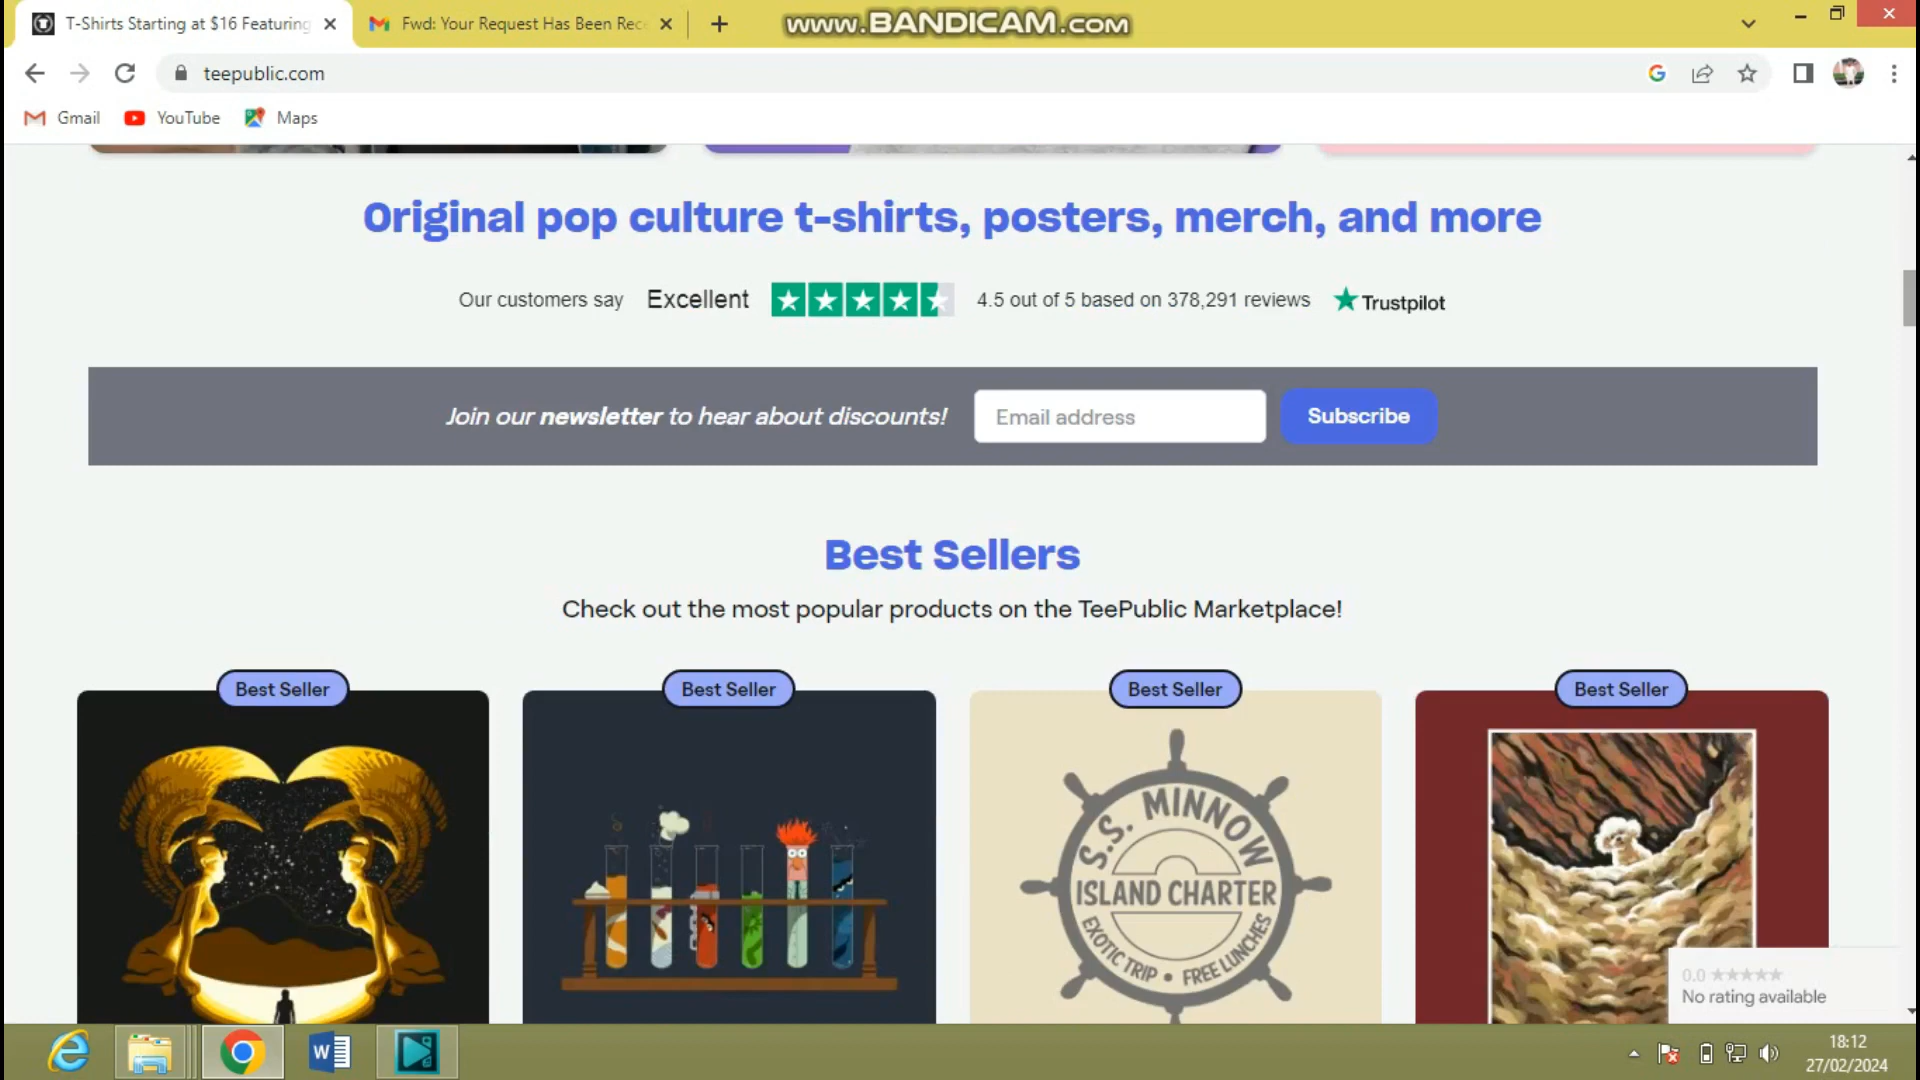 T-Shirts Starting at $16 Featuring
Fwd: Your Request Has Been Rec
www.BANDICAM.com
teepublic.com
Gmail
YouTube
Maps
Original pop culture t-shirts, posters, merch, and more
Our customers say Excellent 4.5 out of 5 based on 378,291 reviews Trustpilot
Join our newsletter to hear about discounts! Email address Subscribe
Best Sellers
Check out the most popular products on the TeePublic Marketplace!
Best Seller
Best Seller
Best Seller
Best Seller
S.S. MINNOW
ISLAND CHARTER
EXOTIC TRIP • FREE LUNCHES
0.0
No rating available
18:12
27/02/2024